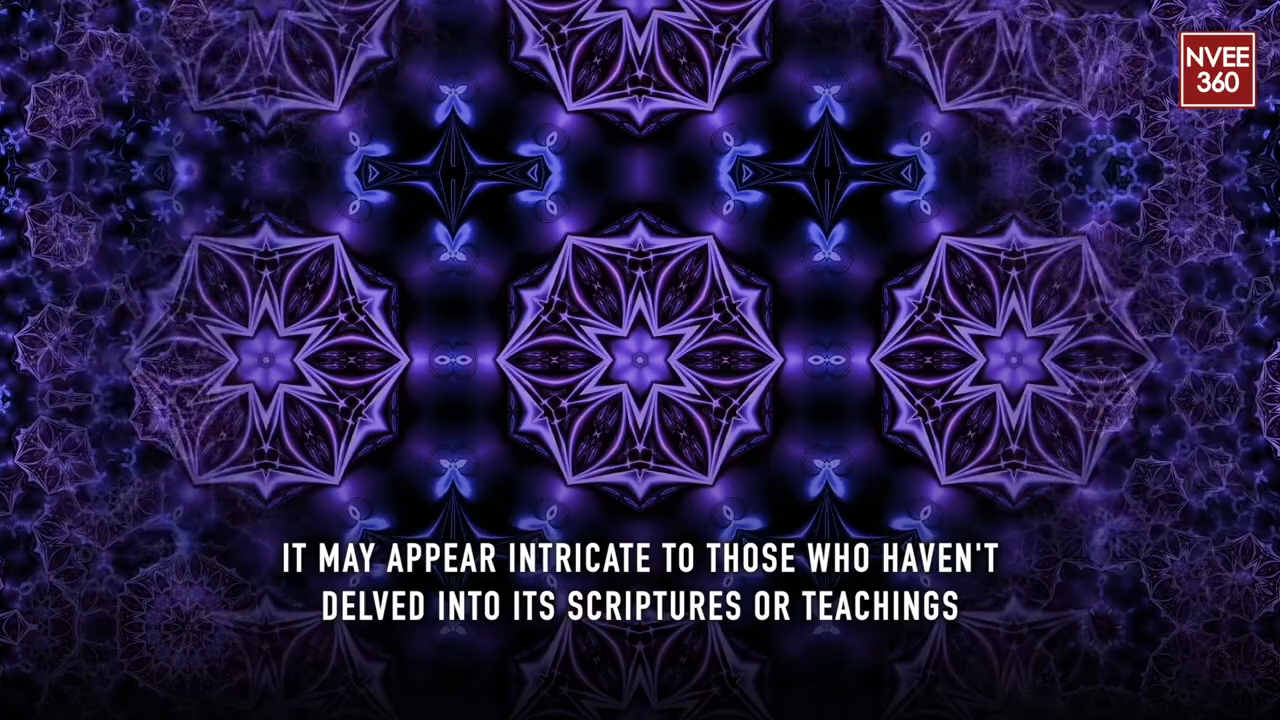 NVEE
360
IT MAY APPEAR INTRICATE TO THOSE WHO HAVEN'T
DELVED INTO ITS SCRIPTURES OR TEACHINGS